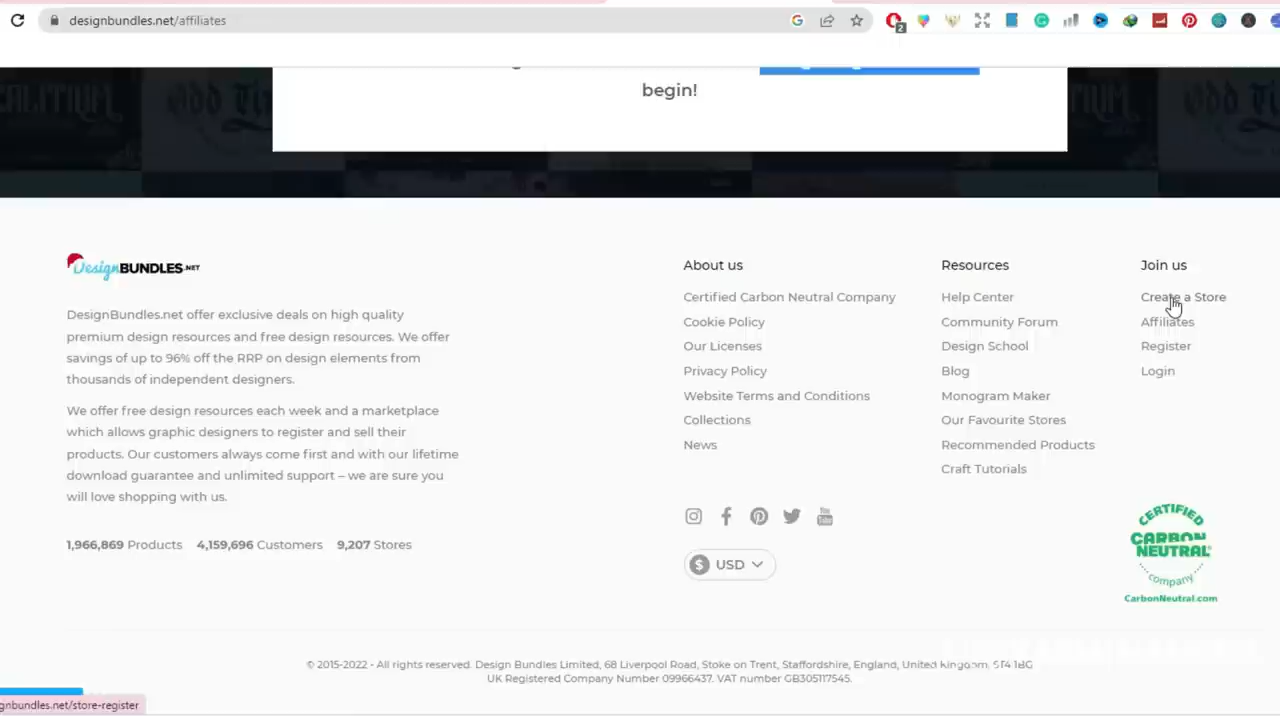 designbundles.net/affiliates
2
begin!
DesignBUNDLES.NET
DesignBundles.net offer exclusive deals on high quality
premium design resources and free design resources. We offer
savings of up to 96% off the RRP on design elements from
thousands of independent designers.
We offer free design resources each week and a marketplace
which allows graphic designers to register and sell their
products. Our customers always come first and with our lifetime
download guarantee and unlimited support – we are sure you
will love shopping with us.
1,966,869 Products 4,159,696 Customers 9,207 Stores
About us
Certified Carbon Neutral Company
Cookie Policy
Our Licenses
Privacy Policy
Website Terms and Conditions
Collections
News
$ USD
Resources
Help Center
Community Forum
Design School
Blog
Monogram Maker
Our Favourite Stores
Recommended Products
Craft Tutorials
Join us
Create a Store
Affiliates
Register
Login
CERTIFIED
CARBON
NEUTRAL
company
CarbonNeutral.com
© 2015-2022 - All rights reserved. Design Bundles Limited, 68 Liverpool Road, Stoke on Trent, Staffordshire, England, United Kingdom. ST4 1BG
UK Registered Company Number 09966437. VAT number GB305117545.
gnbundles.net/store-register